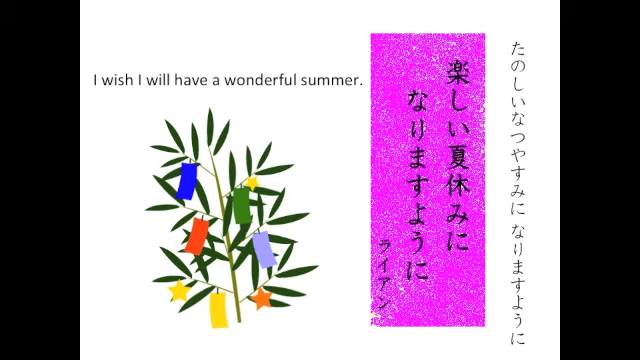 I wish I will have a wonderful summer.
楽しい夏休みに
なりますように
ライアン
たのしいなつやすみに なりますように